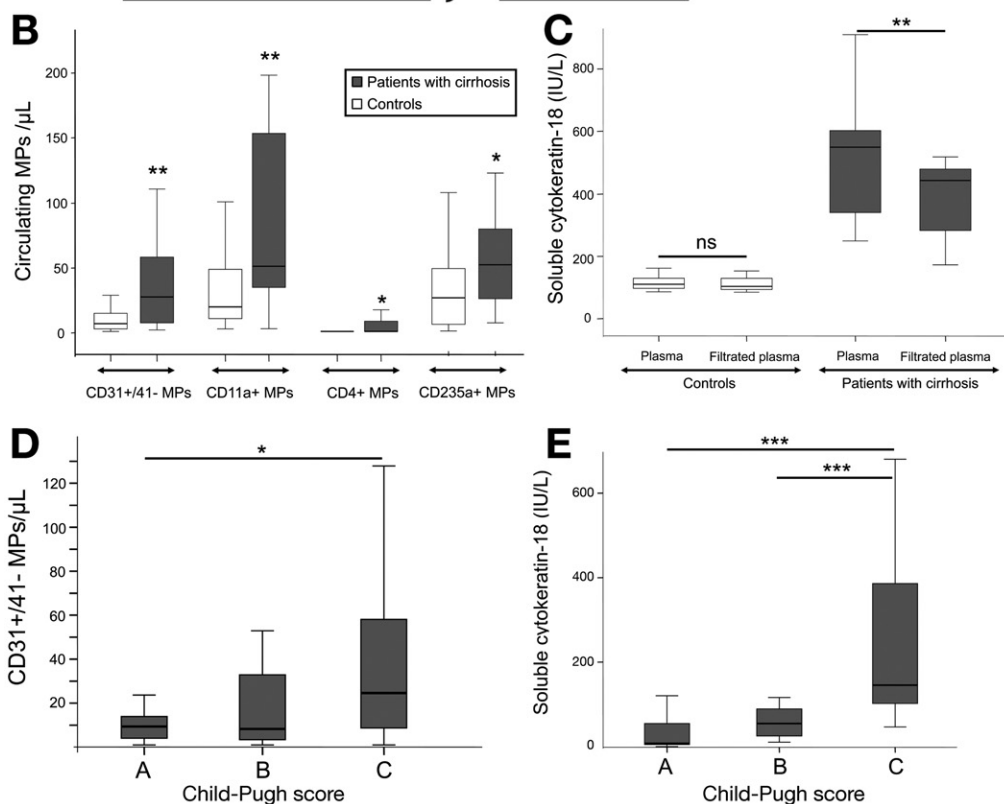 B
Circulating MPs /µL
200
150
100
50
0
**
**
*
*
Patients with cirrhosis
Controls
CD31+/41- MPs
CD11a+ MPs
CD4+ MPs
CD235a+ MPs
C
Soluble cytokeratin-18 (IU/L)
800
600
400
200
0
ns
**
Plasma
Filtrated plasma
Plasma
Filtrated plasma
Controls
Patients with cirrhosis
D
CD31+/41- MPs/µL
120
100
80
60
40
20
*
A
B
C
Child-Pugh score
E
Soluble cytokeratin-18 (IU/L)
600
400
200
0
***
***
A
B
C
Child-Pugh score